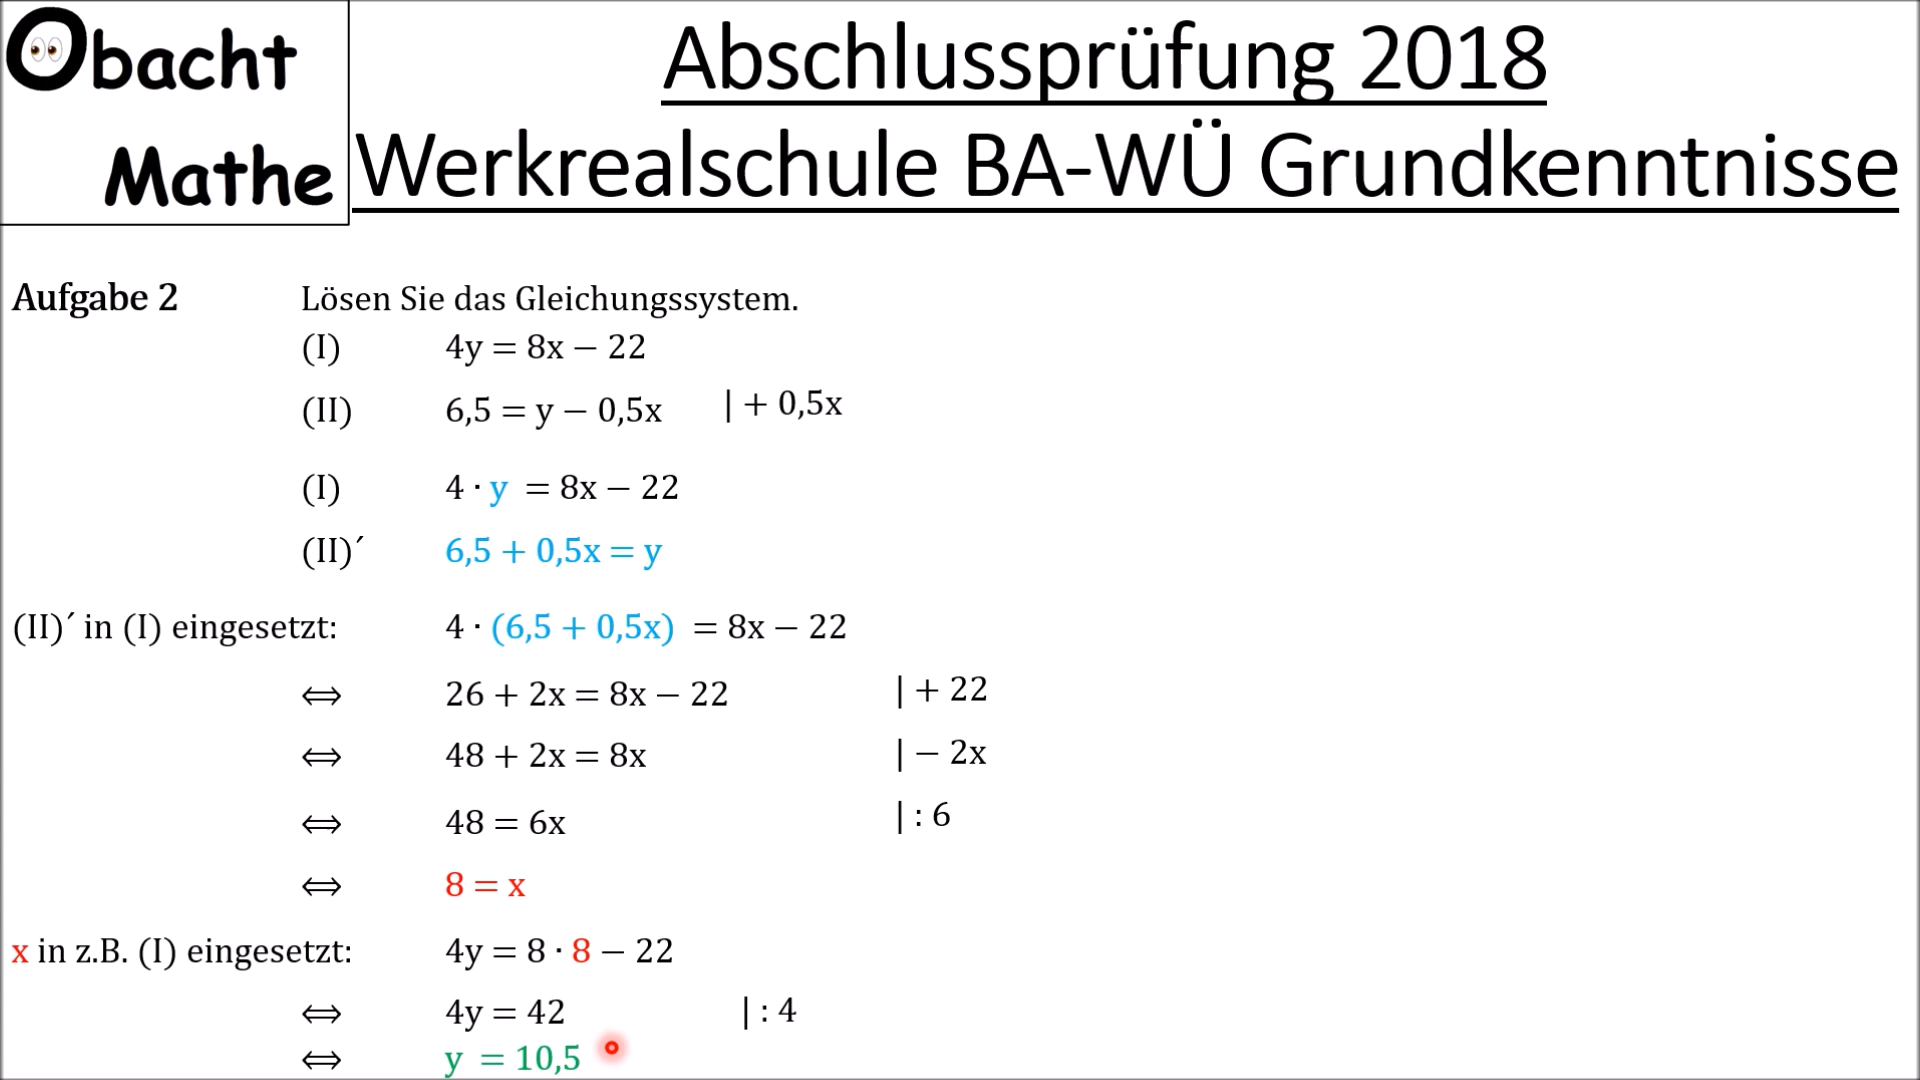 Obacht
Mathe
Abschlussprüfung 2018
Werkrealschule BA-WÜ Grundkenntnisse
Aufgabe 2 Lösen Sie das Gleichungssystem.
(I) 4y = 8x − 22
(II) 6,5 = y − 0,5x | + 0,5x
(I) 4 · y = 8x − 22
(II)´ 6,5 + 0,5x = y
(II)´ in (I) eingesetzt: 4 · (6,5 + 0,5x) = 8x − 22
⟺ 26 + 2x = 8x − 22 | + 22
⟺ 48 + 2x = 8x | − 2x
⟺ 48 = 6x | : 6
⟺ 8 = x
x in z.B. (I) eingesetzt: 4y = 8 · 8 − 22
⟺ 4y = 42 | : 4
⟺ y = 10,5